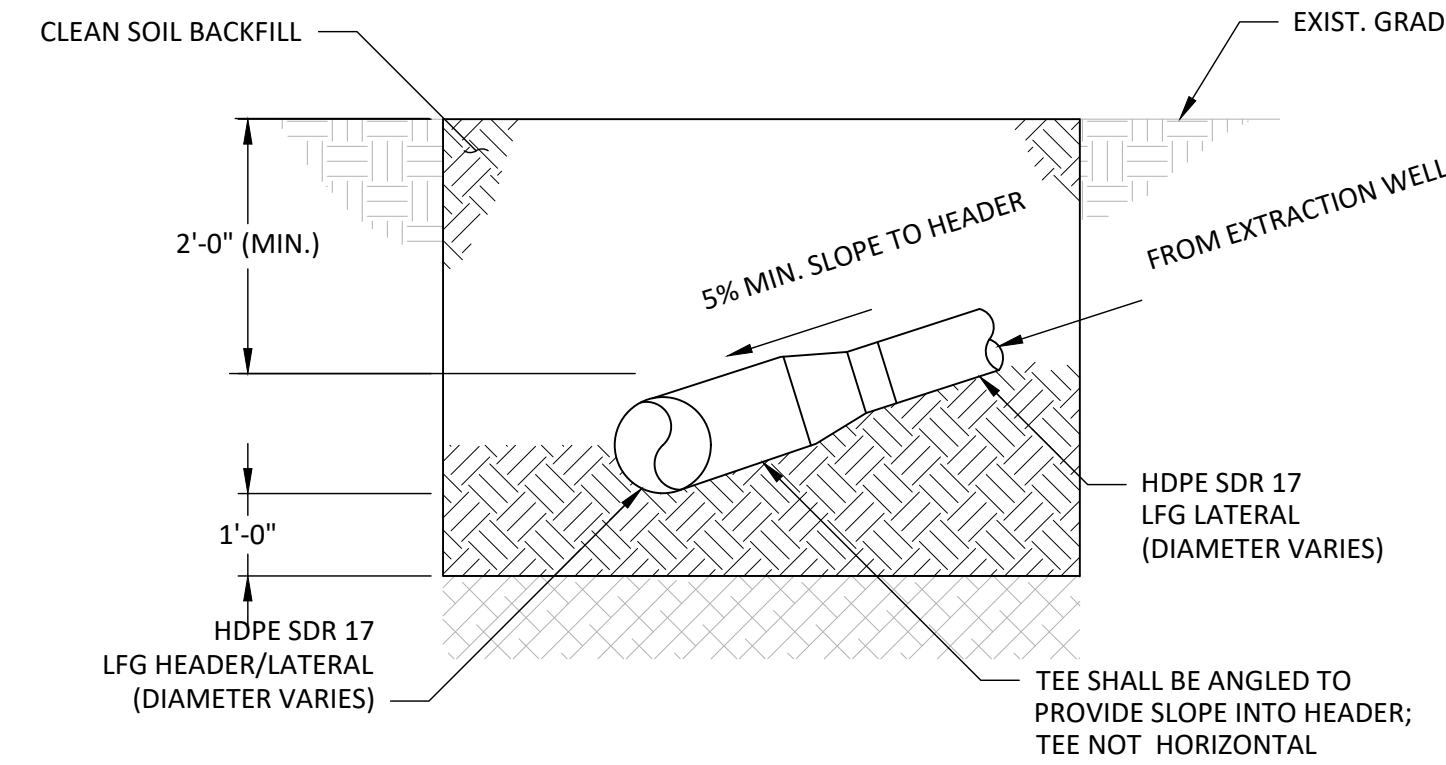 CLEAN SOIL BACKFILL
EXIST. GRAD
2'-0" (MIN.)
5% MIN. SLOPE TO HEADER
FROM EXTRACTION WELL
1'-0"
HDPE SDR 17
LFG LATERAL
(DIAMETER VARIES)
HDPE SDR 17
LFG HEADER/LATERAL
(DIAMETER VARIES)
TEE SHALL BE ANGLED TO
PROVIDE SLOPE INTO HEADER;
TEE NOT HORIZONTAL